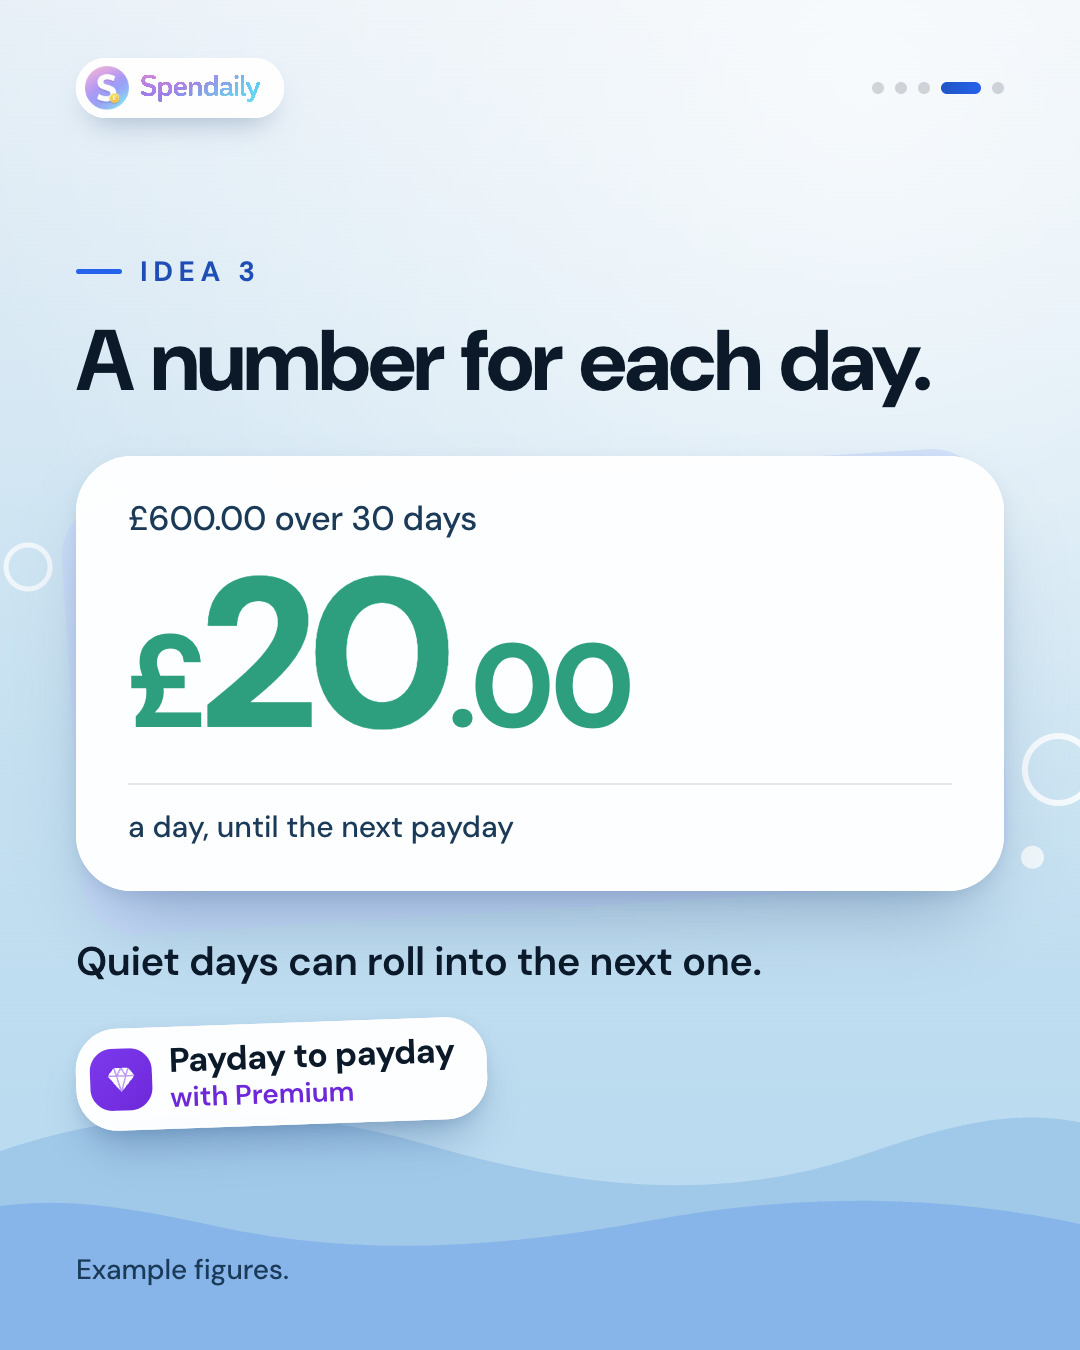 Spendaily
IDEA 3
A number for each day.
£600.00 over 30 days
£20.00
a day, until the next payday
Quiet days can roll into the next one.
Payday to payday
with Premium
Example figures.